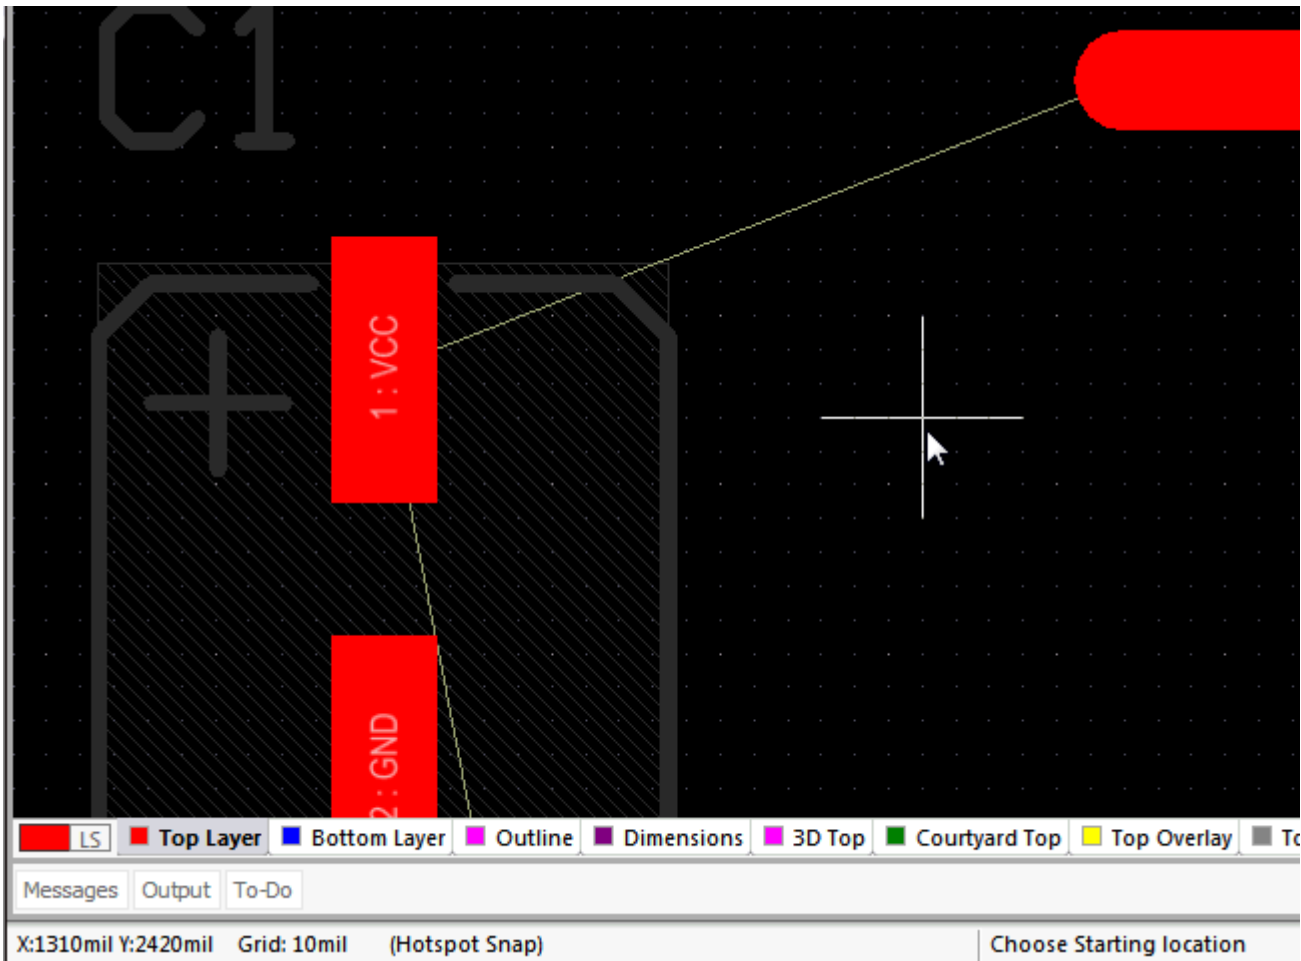 C1
1 : VCC
2 : GND
LS Top Layer Bottom Layer Outline Dimensions 3D Top Courtyard Top Top Overlay
Messages Output To-Do
X:1310mil Y:2420mil Grid: 10mil (Hotspot Snap) Choose Starting location